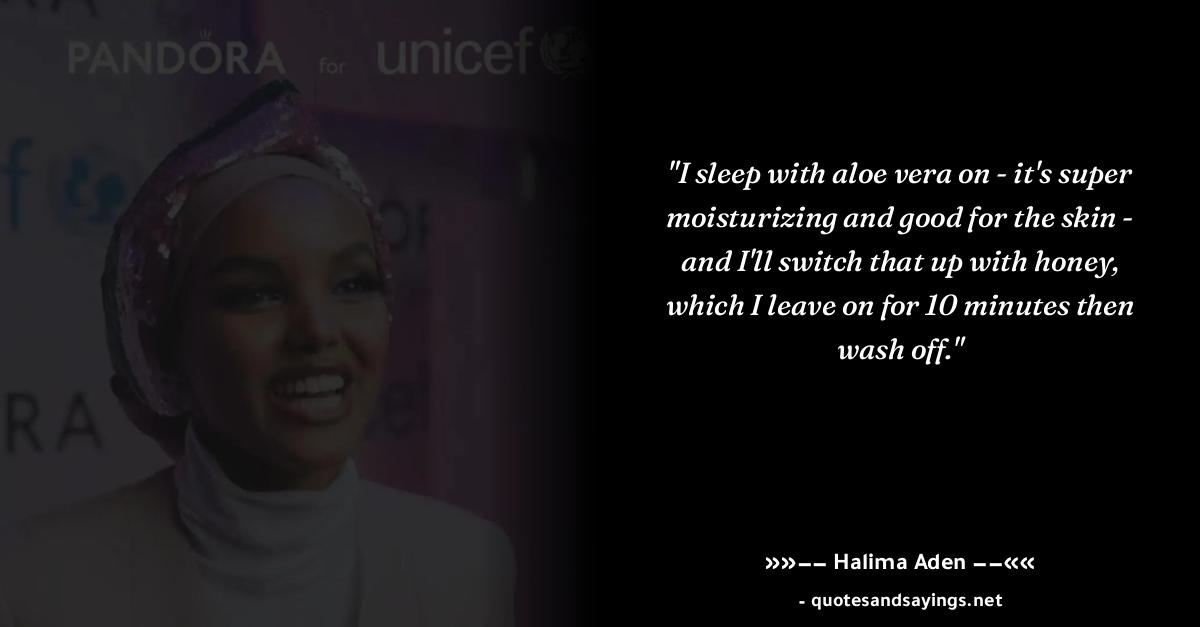 PANDORA for unicef
f
or
RA
cef
"I sleep with aloe vera on - it's super
moisturizing and good for the skin -
and I'll switch that up with honey,
which I leave on for 10 minutes then
wash off."
»»−− Halima Aden −−««
- quotesandsayings.net